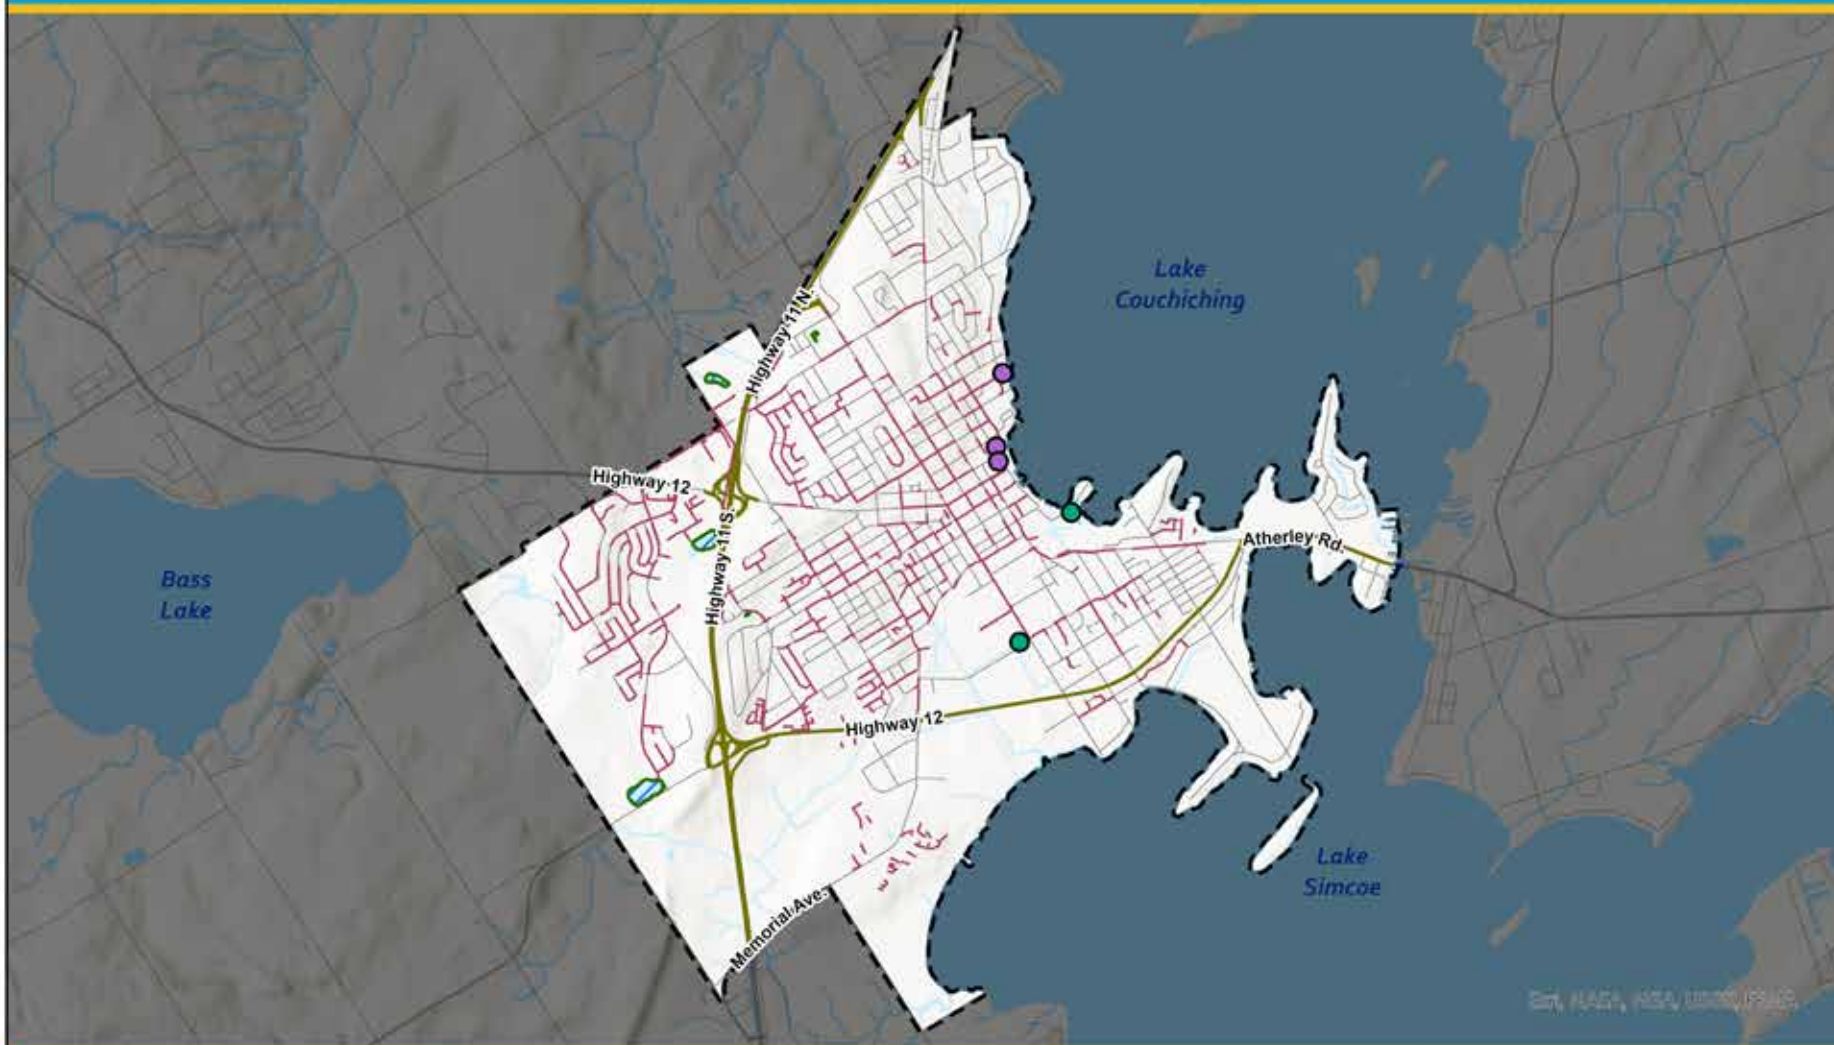 Lake
Couchiching
Highway 11 N.
Highway 12
Highway 11 S.
Atherley Rd.
Bass
Lake
Highway 12
Lake
Simcoe
Memorial Ave.